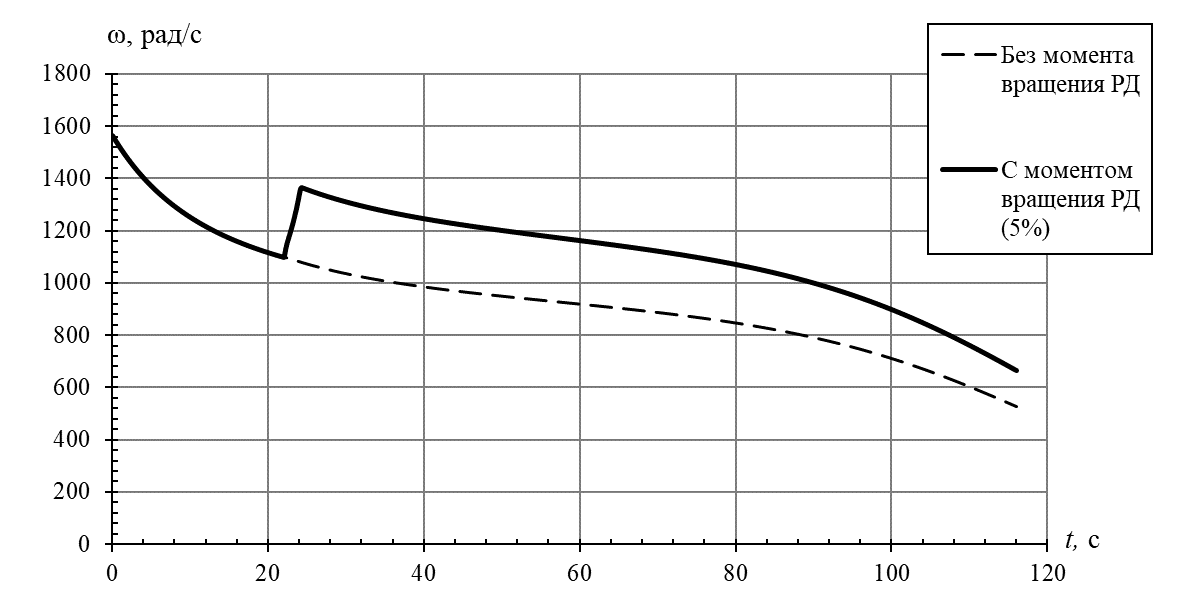 ω, рад/с
Без момента
вращения РД
С моментом
вращения РД
(5%)
1800
1600
1400
1200
1000
800
600
400
200
0
0 20 40 60 80 100 120
t, с